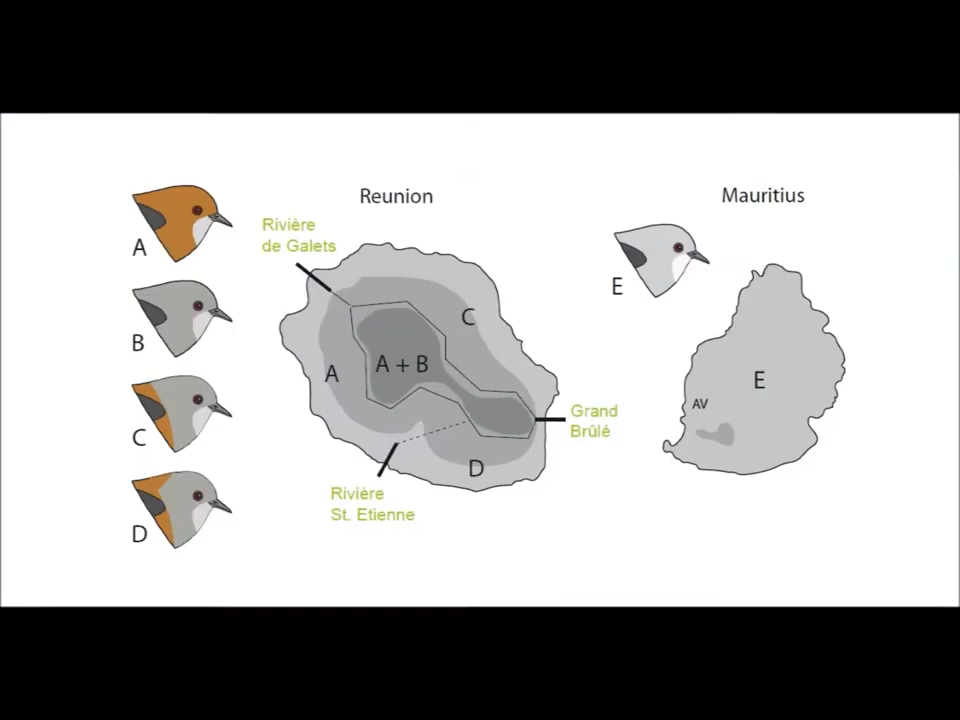 Reunion
Mauritius
Rivière
de Galets
A
B
C
D
C
A + B
A
D
Grand
Brûlé
Rivière
St. Etienne
E
E
AV